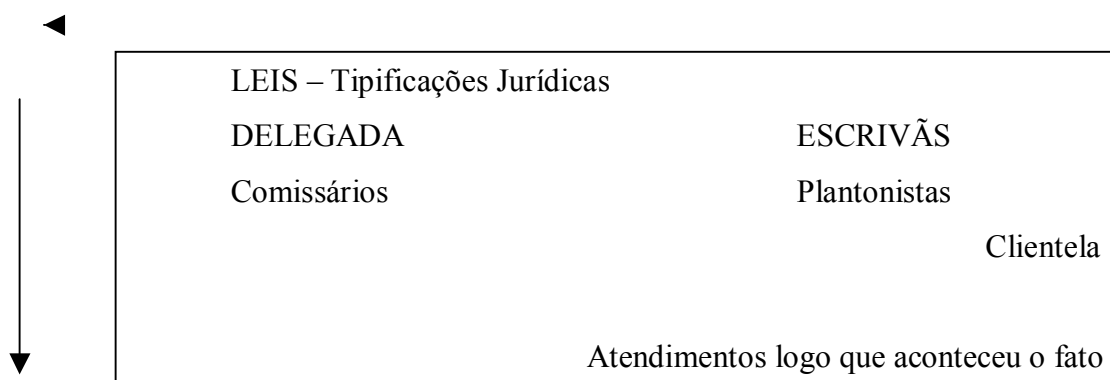 LEIS – Tipificações Jurídicas
DELEGADA ESCRIVÃS
Comissários Plantonistas
Clientela
Atendimentos logo que aconteceu o fato